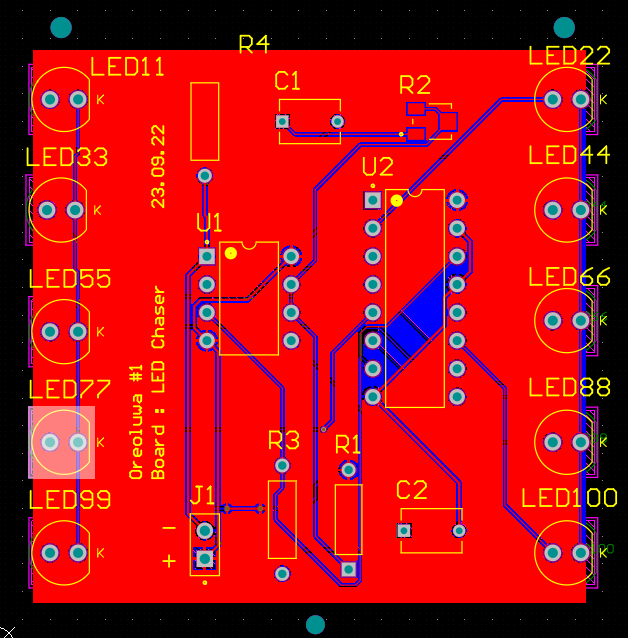 R4
LED11
LED22
C1
R2
K
K
LED33
23.09.22
U2
LED44
K
K
U1
LED55
LED66
K
K
Oreoluwa #1
Board : LED Chaser
LED77
LED88
K
K
R3
R1
LED99
J1
C2
LED100
−
K
K
+